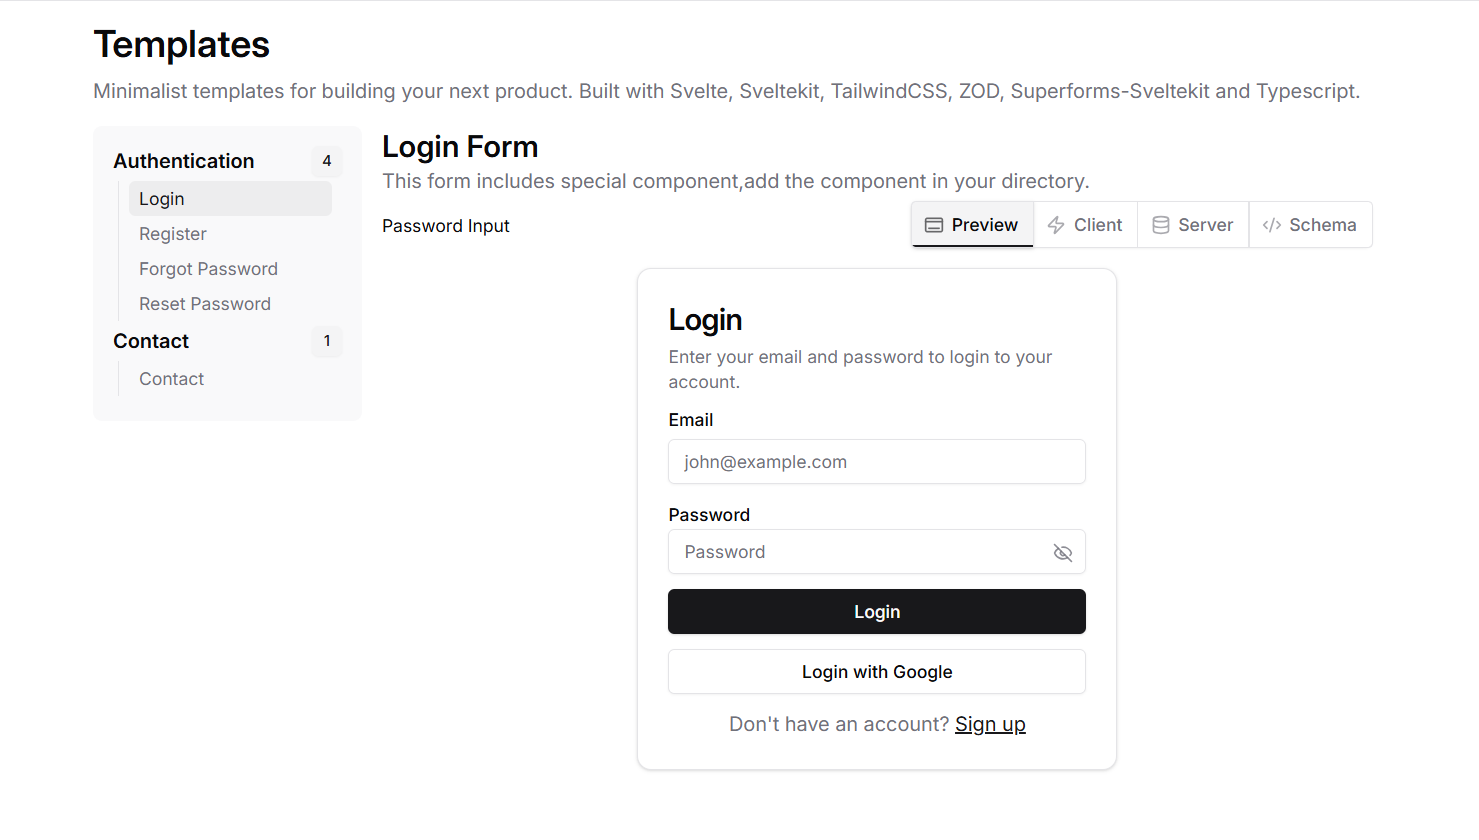 Templates
Minimalist templates for building your next product. Built with Svelte, Sveltekit, TailwindCSS, ZOD, Superforms-Sveltekit and Typescript.
Authentication 4
Login
Register
Forgot Password
Reset Password
Contact 1
Contact
Login Form
This form includes special component,add the component in your directory.
Password Input
Preview Client Server Schema
Login
Enter your email and password to login to your
account.
Email
john@example.com
Password
Password
Login
Login with Google
Don't have an account? Sign up